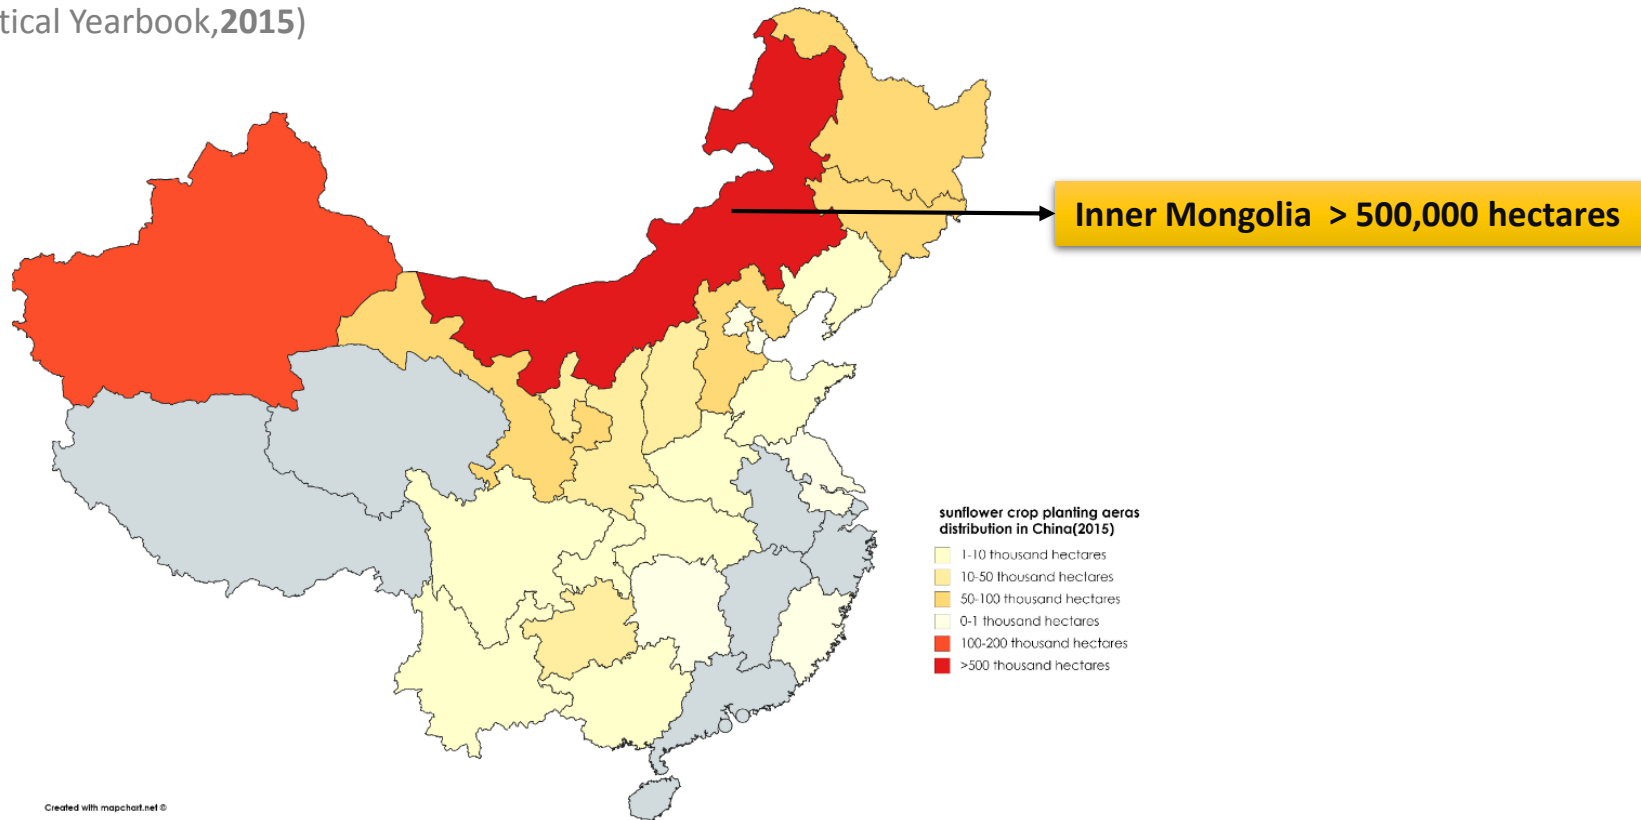 tical Yearbook,2015)
Inner Mongolia > 500,000 hectares
sunflower crop planting aeras
distribution in China(2015)
1-10 thousand hectares
10-50 thousand hectares
50-100 thousand hectares
0-1 thousand hectares
100-200 thousand hectares
>500 thousand hectares
Created with mapchart.net ©